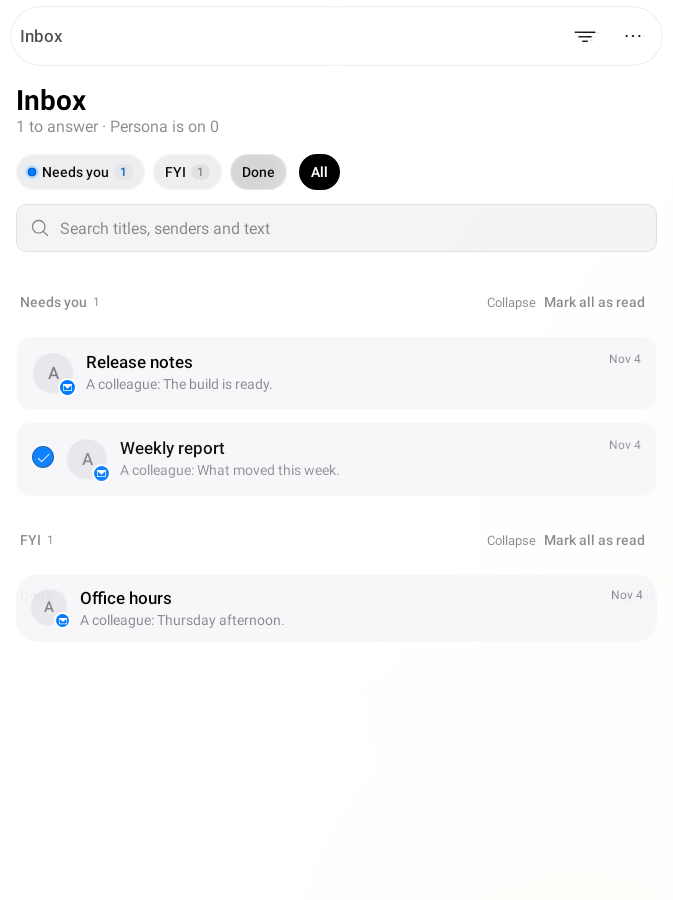 Inbox
Inbox
1 to answer · Persona is on 0
Needs you 1 FYI 1 Done All
Search titles, senders and text
Needs you 1 Collapse Mark all as read
A Release notes Nov 4
A colleague: The build is ready.
A Weekly report Nov 4
A colleague: What moved this week.
FYI 1 Collapse Mark all as read
A Office hours Nov 4
A colleague: Thursday afternoon.